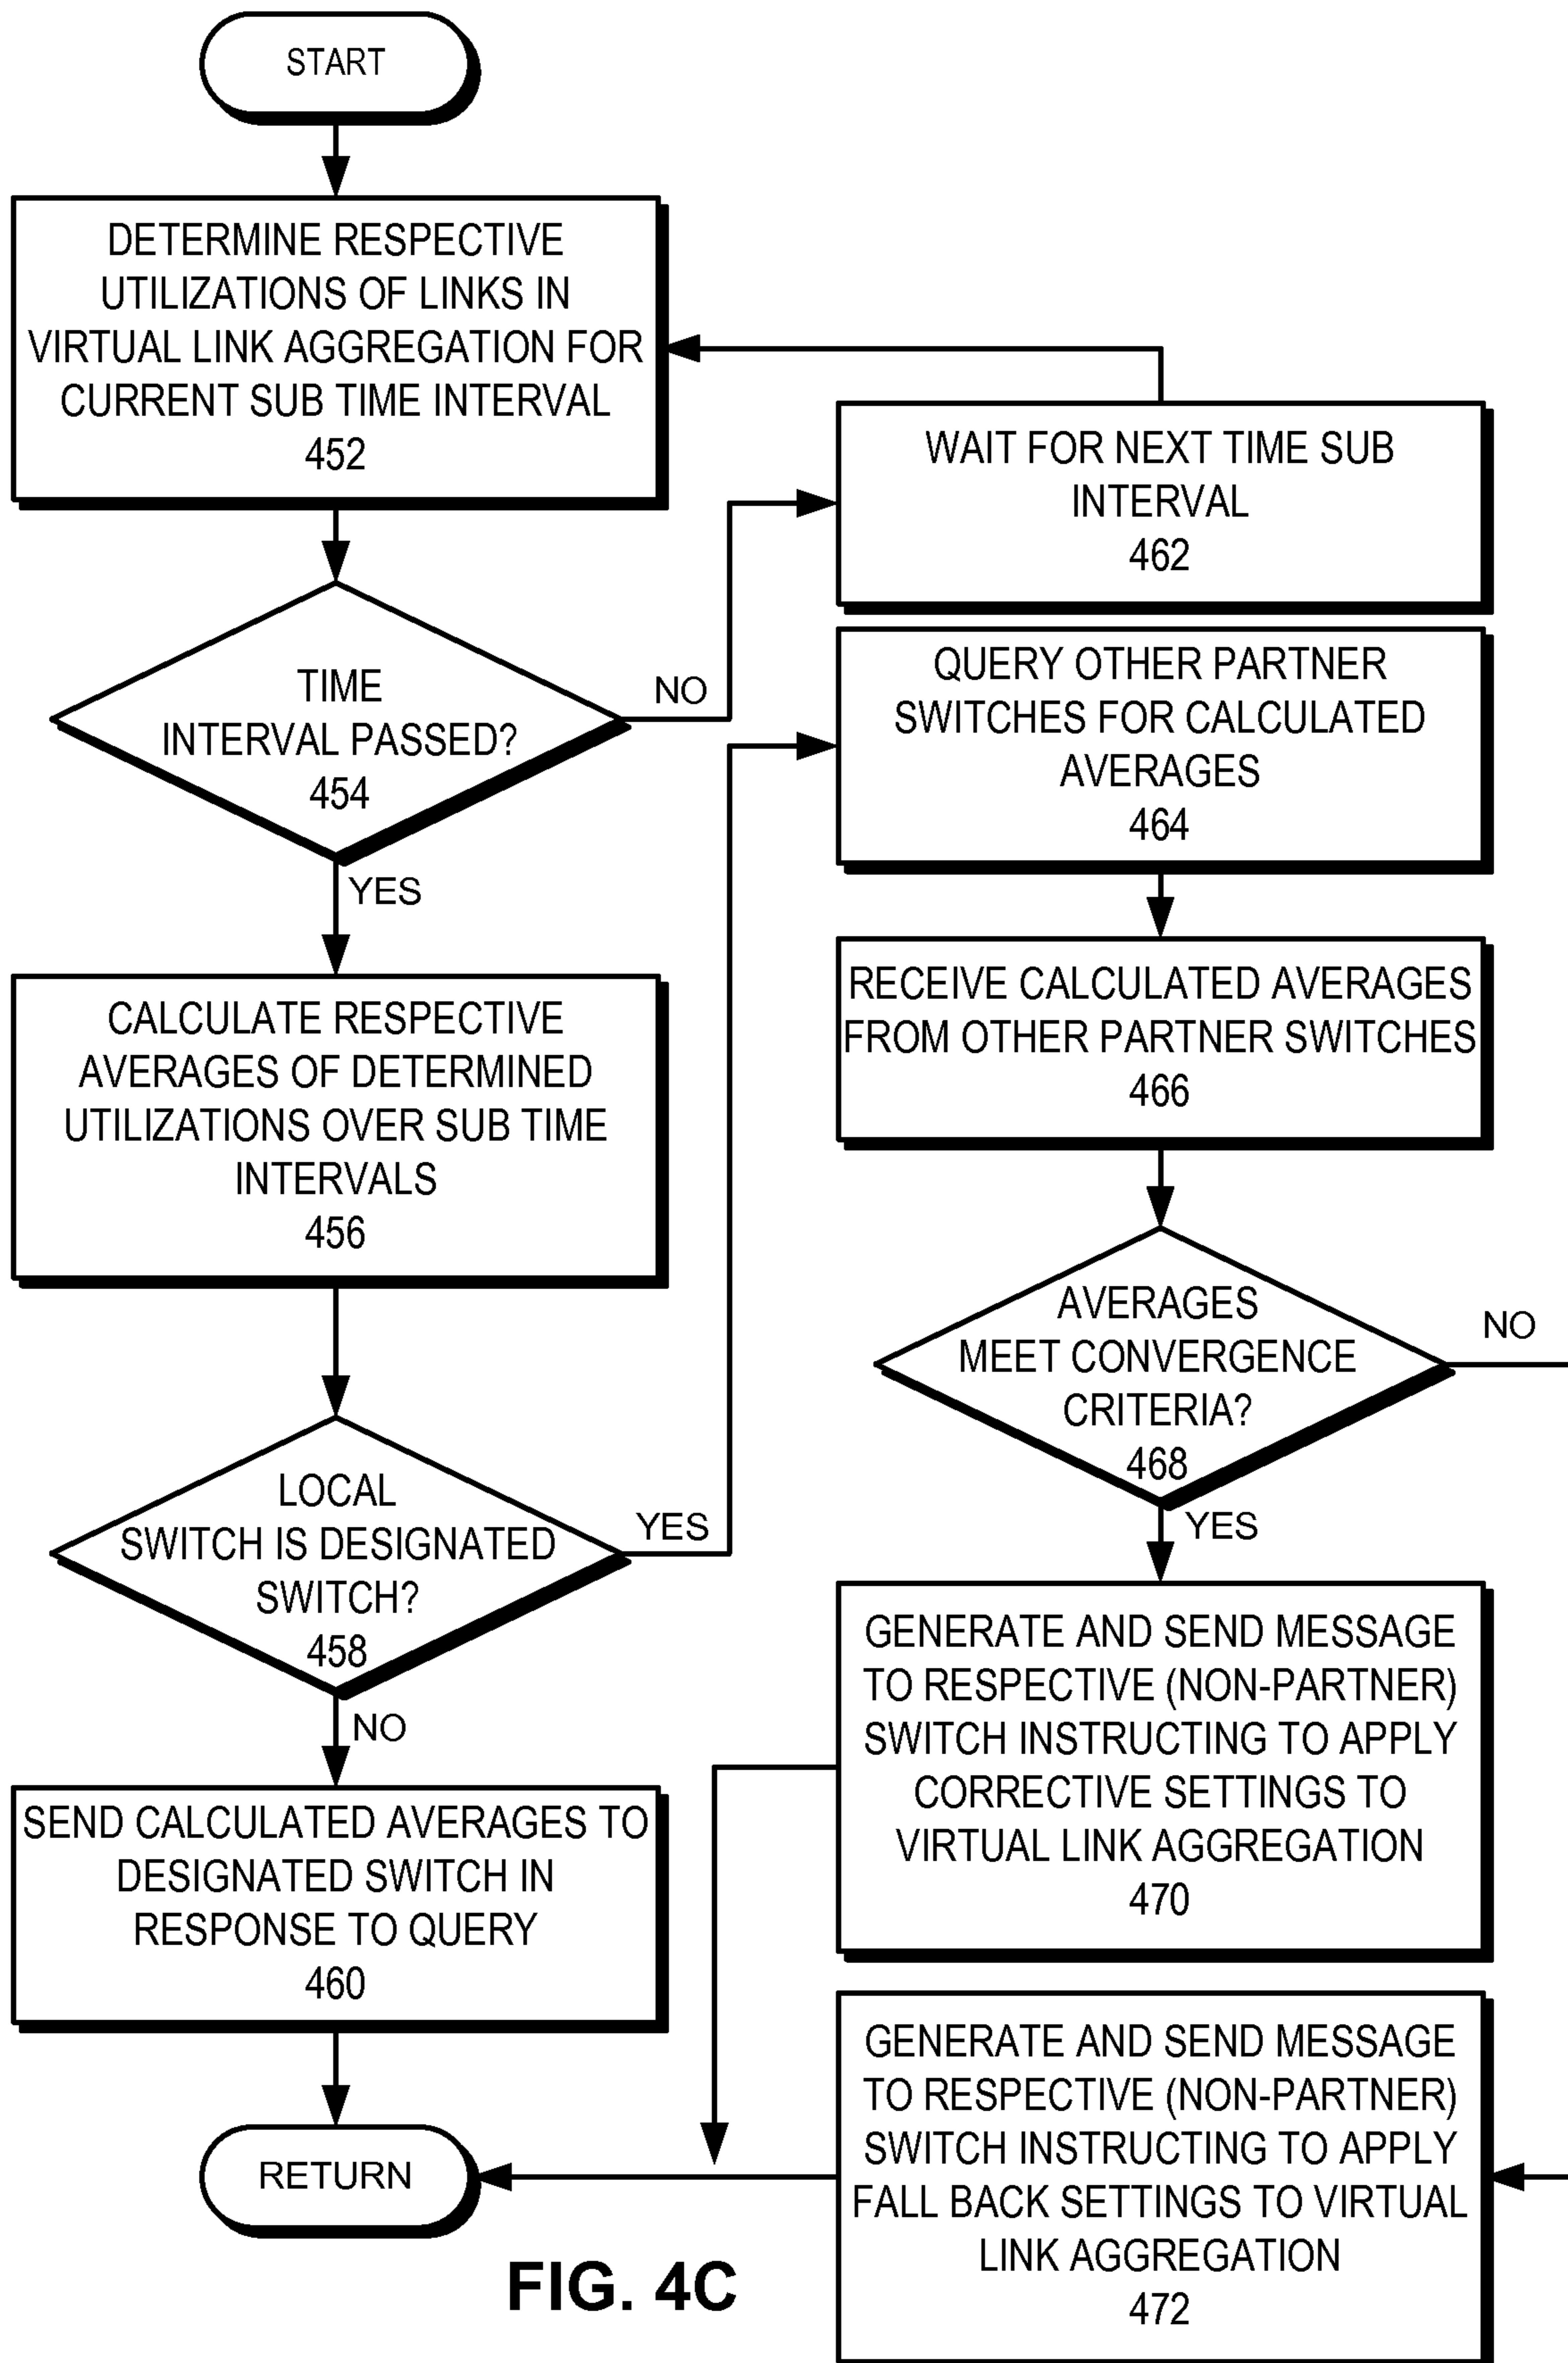 START
DETERMINE RESPECTIVE
UTILIZATIONS OF LINKS IN
VIRTUAL LINK AGGREGATION FOR
CURRENT SUB TIME INTERVAL
452
TIME
INTERVAL PASSED?
454
NO
YES
CALCULATE RESPECTIVE
AVERAGES OF DETERMINED
UTILIZATIONS OVER SUB TIME
INTERVALS
456
LOCAL
SWITCH IS DESIGNATED
SWITCH?
458
YES
NO
SEND CALCULATED AVERAGES TO
DESIGNATED SWITCH IN
RESPONSE TO QUERY
460
RETURN
WAIT FOR NEXT TIME SUB
INTERVAL
462
QUERY OTHER PARTNER
SWITCHES FOR CALCULATED
AVERAGES
464
RECEIVE CALCULATED AVERAGES
FROM OTHER PARTNER SWITCHES
466
AVERAGES
MEET CONVERGENCE
CRITERIA?
468
NO
YES
GENERATE AND SEND MESSAGE
TO RESPECTIVE (NON-PARTNER)
SWITCH INSTRUCTING TO APPLY
CORRECTIVE SETTINGS TO
VIRTUAL LINK AGGREGATION
470
GENERATE AND SEND MESSAGE
TO RESPECTIVE (NON-PARTNER)
SWITCH INSTRUCTING TO APPLY
FALL BACK SETTINGS TO VIRTUAL
LINK AGGREGATION
472
FIG. 4C